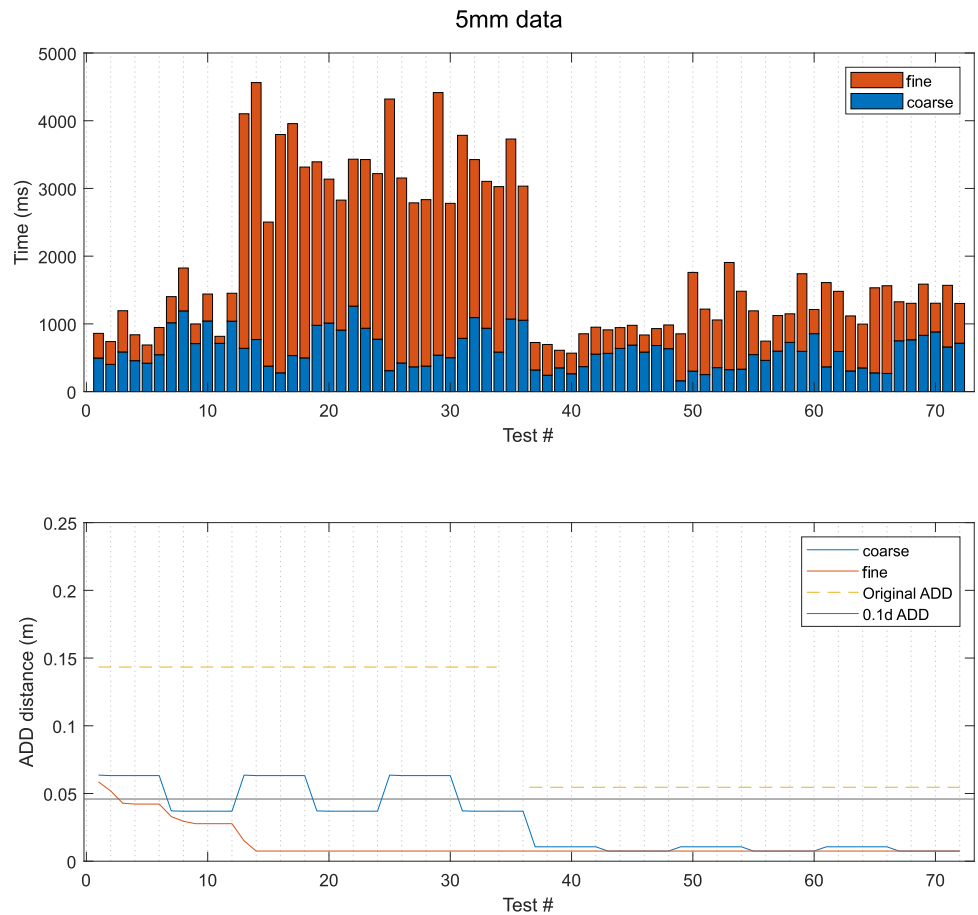 5mm data
5000
4000
3000
2000
1000
0
Time (ms)
fine
coarse
0 10 20 30 40 50 60 70
Test #
0.25
0.2
0.15
0.1
0.05
0
ADD distance (m)
coarse
fine
Original ADD
0.1d ADD
0 10 20 30 40 50 60 70
Test #